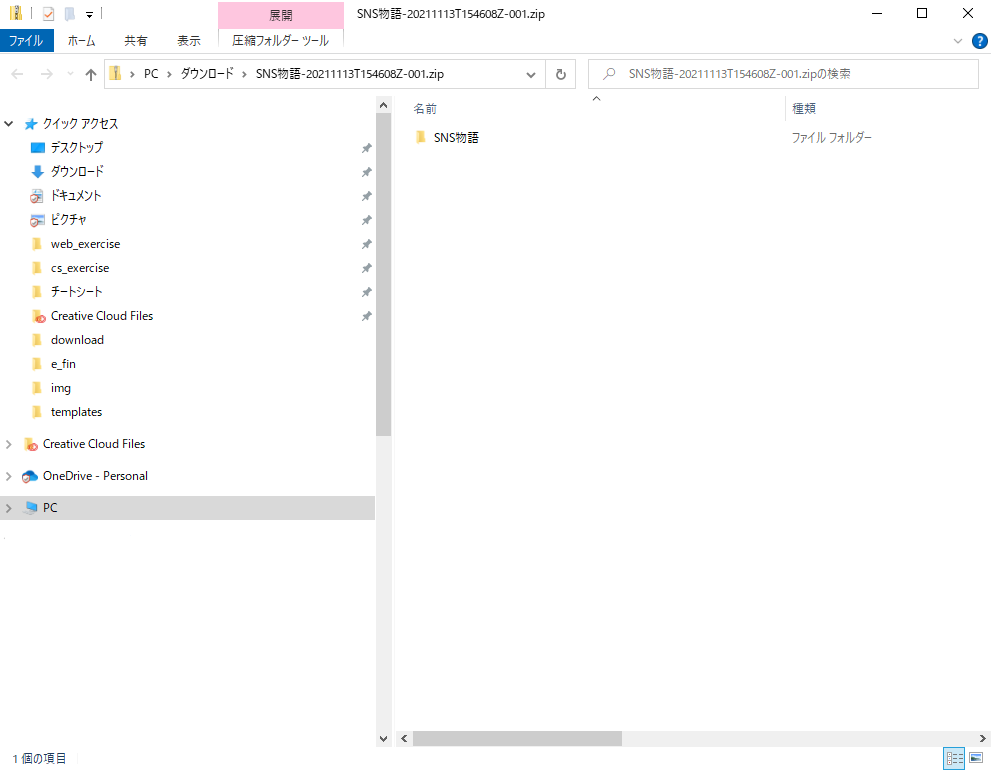 展開
SNS物語-20211113T154608Z-001.zip
ファイル
ホーム
共有
表示
圧縮フォルダー ツール
PC
ダウンロード
SNS物語-20211113T154608Z-001.zip
SNS物語-20211113T154608Z-001.zipの検索
クイック アクセス
デスクトップ
ダウンロード
ドキュメント
ピクチャ
web_exercise
cs_exercise
チートシート
Creative Cloud Files
download
e_fin
img
templates
Creative Cloud Files
OneDrive - Personal
PC
名前
種類
SNS物語
ファイル フォルダー
1 個の項目